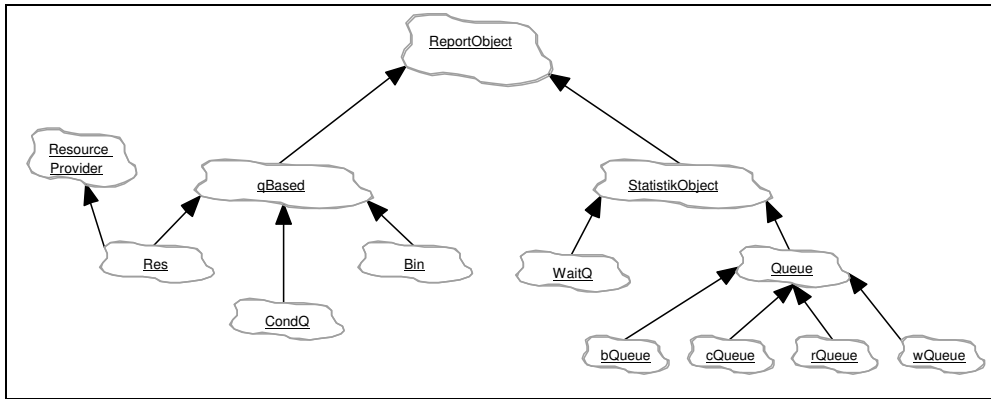 ReportObject
Resource
Provider
qBased
StatistikObject
Res
Bin
WaitQ
Queue
CondQ
bQueue
cQueue
rQueue
wQueue